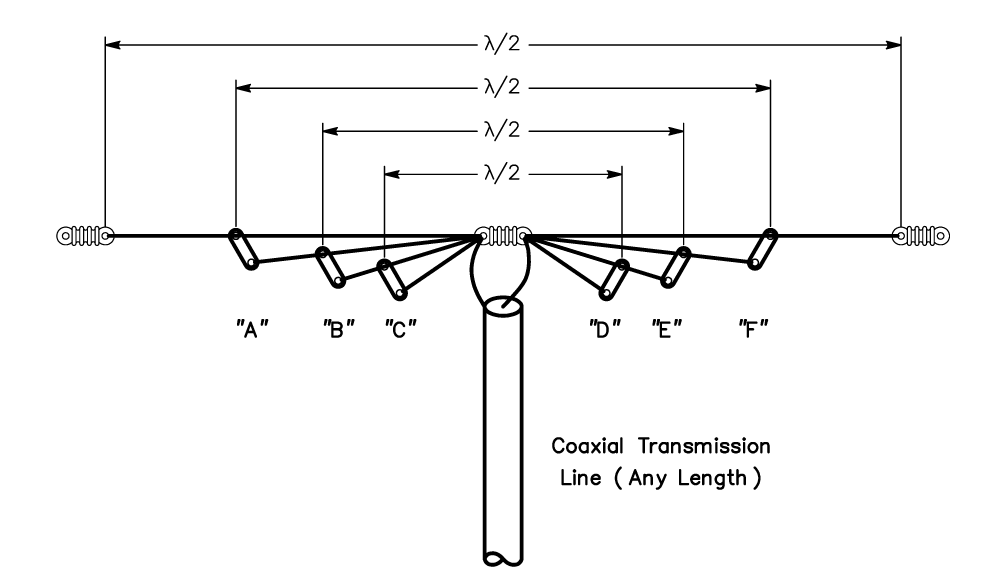 λ/2
λ/2
λ/2
λ/2
"A" "B" "C" "D" "E" "F"
Coaxial Transmission
Line (Any Length)